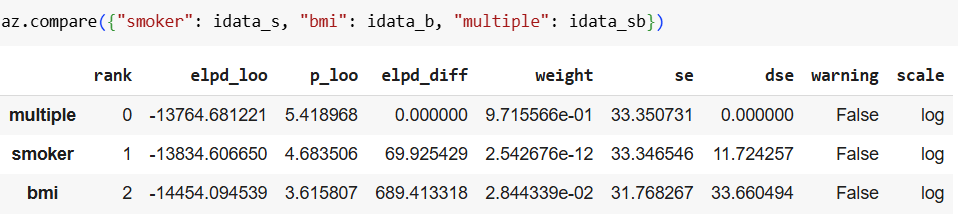 az.compare({"smoker": idata_s, "bmi": idata_b, "multiple": idata_sb})
rank elpd_loo p_loo elpd_diff weight se dse warning scale
multiple 0 -13764.681221 5.418968 0.000000 9.715566e-01 33.350731 0.000000 False log
smoker 1 -13834.606650 4.683506 69.925429 2.542676e-12 33.346546 11.724257 False log
bmi 2 -14454.094539 3.615807 689.413318 2.844339e-02 31.768267 33.660494 False log